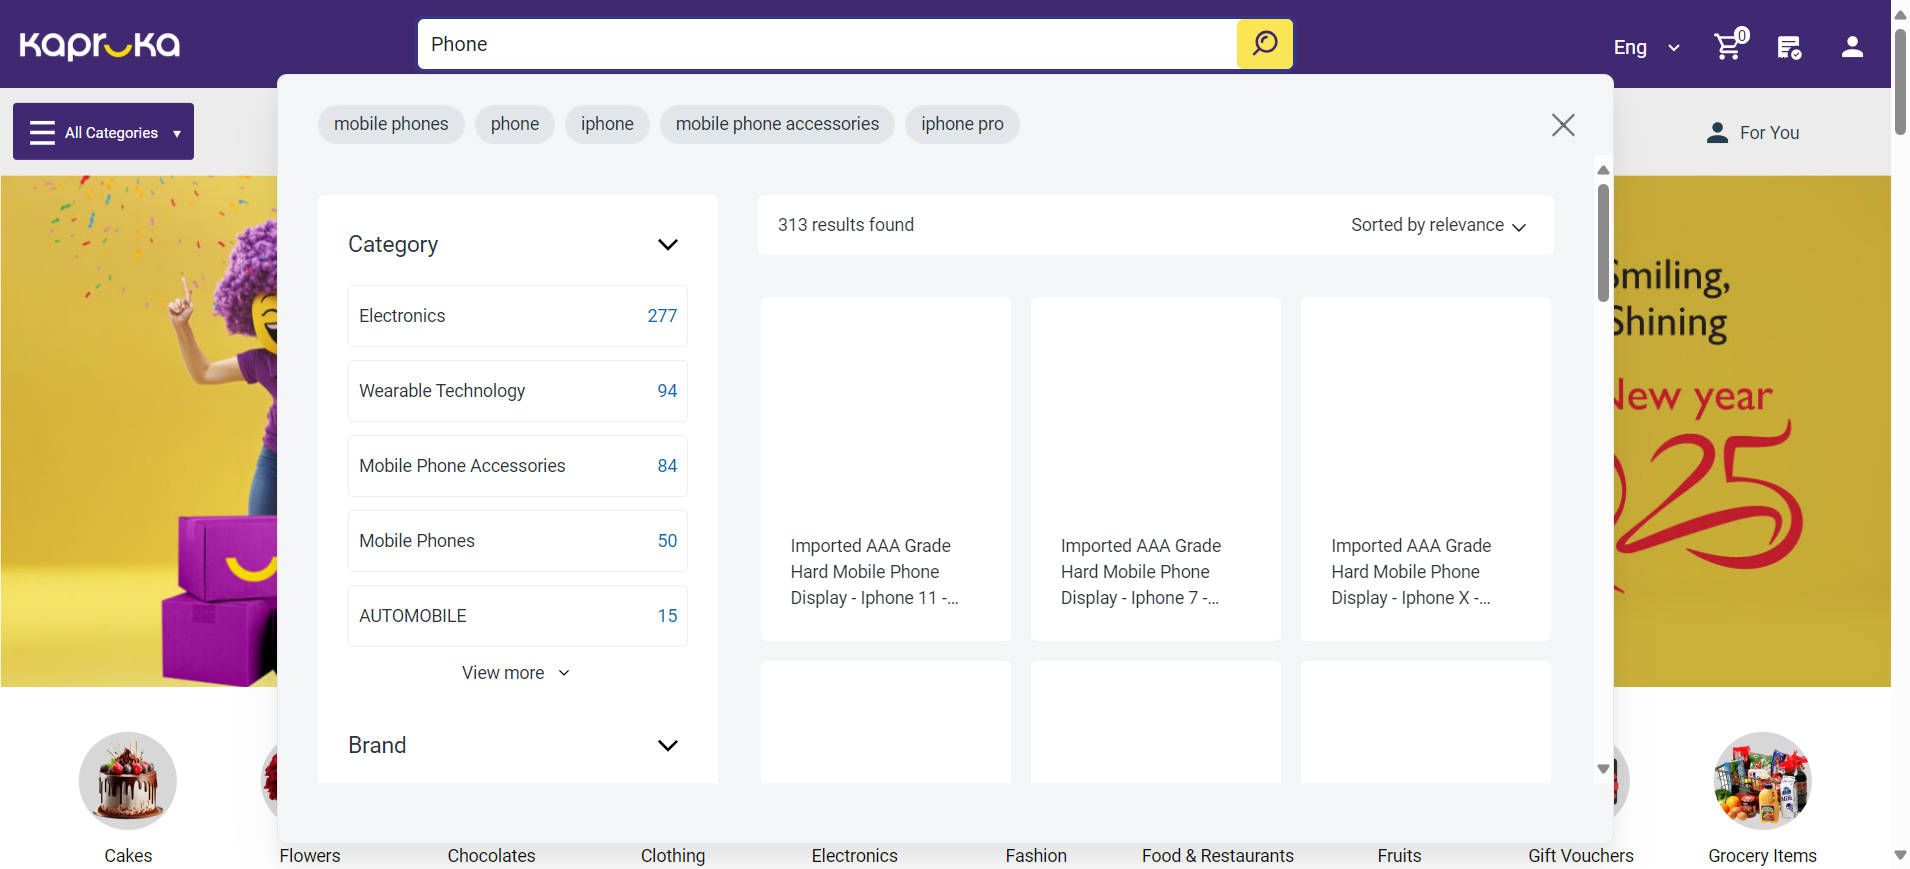 Kapruka
Phone
Eng
0
All Categories
mobile phones
phone
iphone
mobile phone accessories
iphone pro
For You
313 results found
Sorted by relevance
Category
Electronics 277
Wearable Technology 94
Mobile Phone Accessories 84
Mobile Phones 50
AUTOMOBILE 15
View more
Brand
Imported AAA Grade
Hard Mobile Phone
Display - Iphone 11 -...
Imported AAA Grade
Hard Mobile Phone
Display - Iphone 7 -...
Imported AAA Grade
Hard Mobile Phone
Display - Iphone X -...
Smiling,
Shining
New year
025
Cakes
Flowers
Chocolates
Clothing
Electronics
Fashion
Food & Restaurants
Fruits
Gift Vouchers
Grocery Items